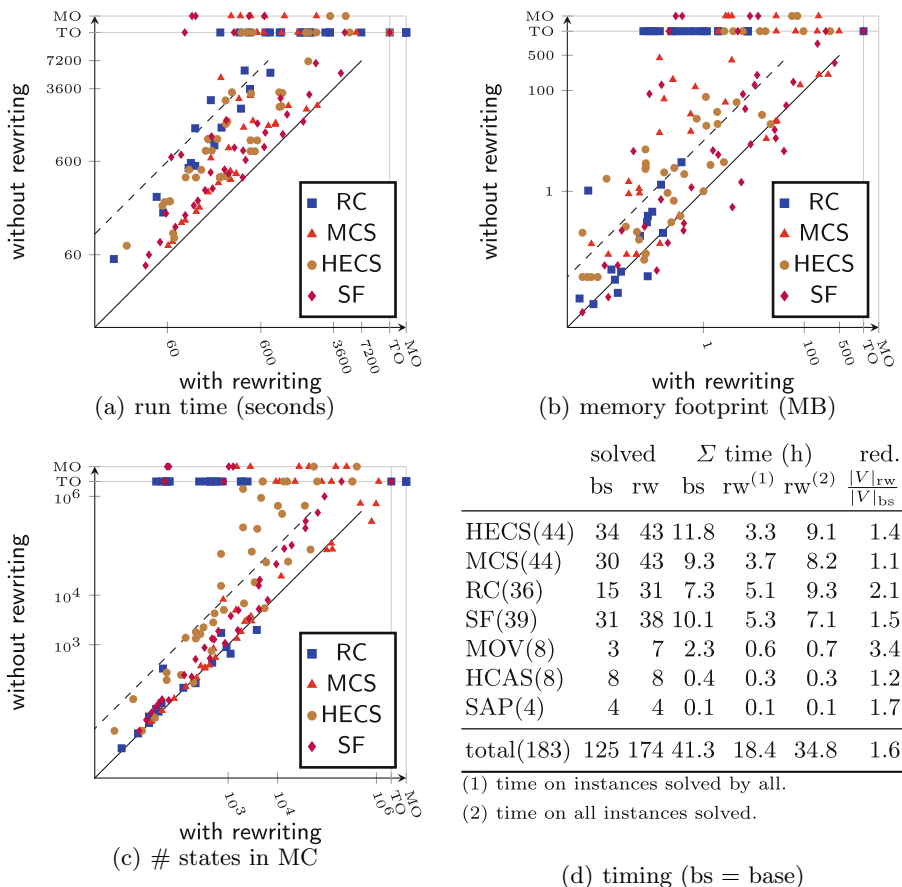 MO
TO
7200
3600
600
60
without rewriting
RC
MCS
HECS
SF
60
600
3600
7200
TO
MO
with rewriting
(a) run time (seconds)
MO
TO
500
100
1
without rewriting
RC
MCS
HECS
SF
1
100
500
TO
MO
with rewriting
(b) memory footprint (MB)
MO
TO
10^6
10^4
10^3
without rewriting
RC
MCS
HECS
SF
10^3
10^4
10^6
TO
MO
with rewriting
(c) # states in MC
solved Σ time (h) red.
bs rw bs rw(1) rw(2) |V|rw
|V|bs
HECS(44) 34 43 11.8 3.3 9.1 1.4
MCS(44) 30 43 9.3 3.7 8.2 1.1
RC(36) 15 31 7.3 5.1 9.3 2.1
SF(39) 31 38 10.1 5.3 7.1 1.5
MOV(8) 3 7 2.3 0.6 0.7 3.4
HCAS(8) 8 8 0.4 0.3 0.3 1.2
SAP(4) 4 4 0.1 0.1 0.1 1.7
total(183) 125 174 41.3 18.4 34.8 1.6
(1) time on instances solved by all.
(2) time on all instances solved.
(d) timing (bs = base)